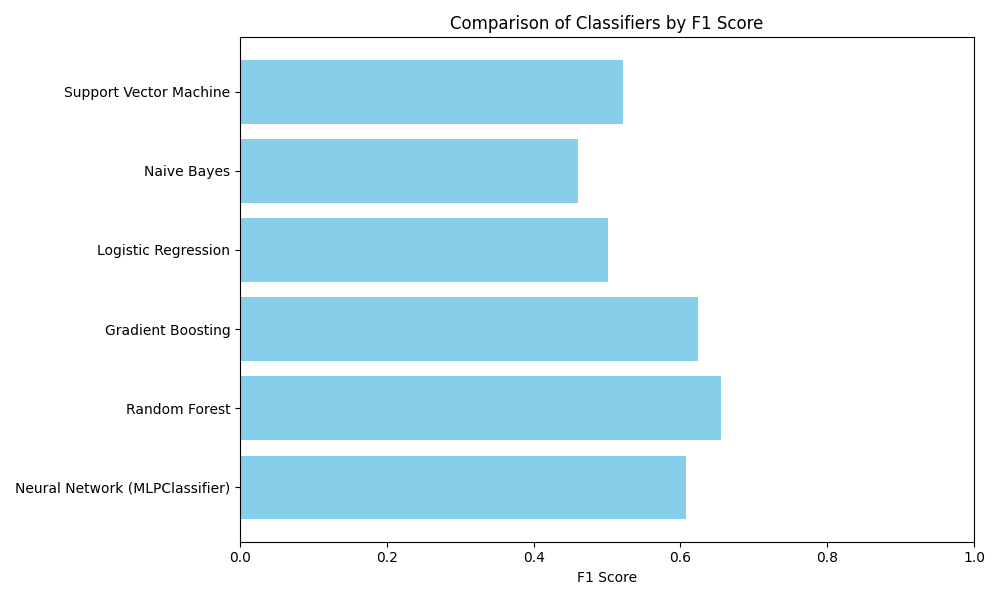 Comparison of Classifiers by F1 Score
Support Vector Machine
Naive Bayes
Logistic Regression
Gradient Boosting
Random Forest
Neural Network (MLPClassifier)
0.0 0.2 0.4 0.6 0.8 1.0
F1 Score